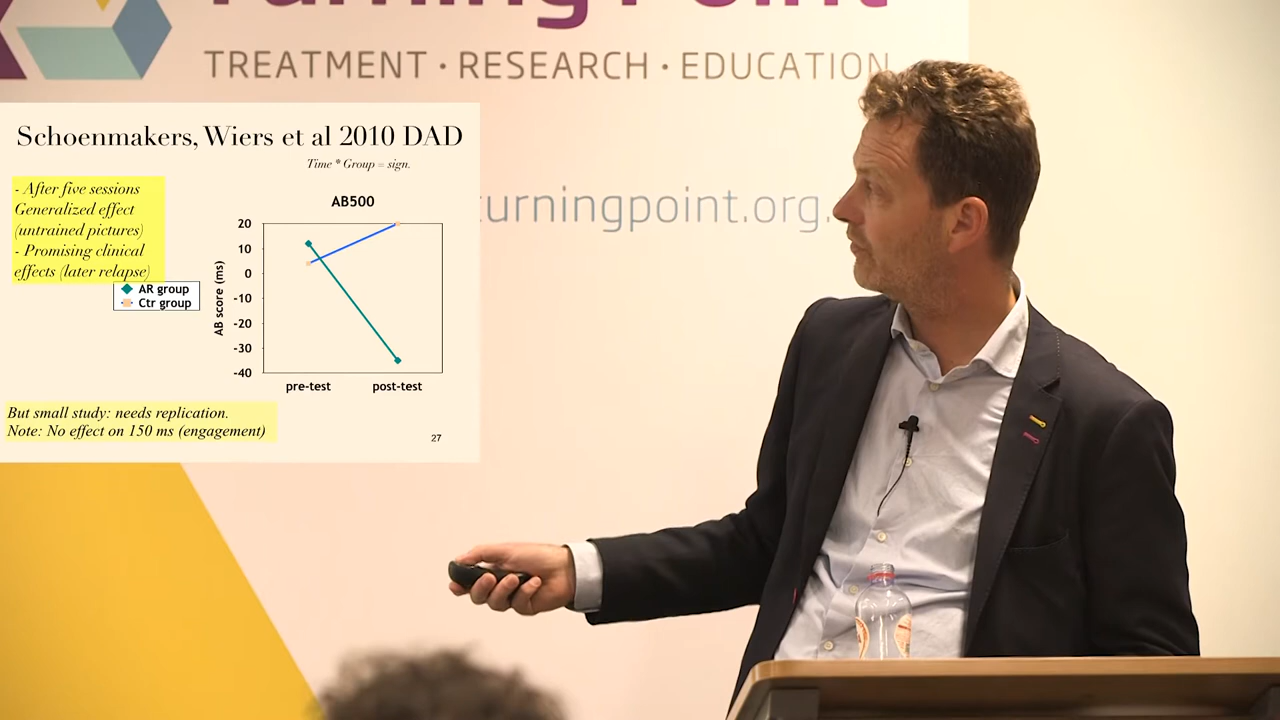 TurningPoint
TREATMENT · RESEARCH · EDUCATION
turningpoint.org.
Schoenmakers, Wiers et al 2010 DAD
Time * Group = sign.
- After five sessions
Generalized effect
(untrained pictures)
- Promising clinical
effects (later relapse)
AR group
Ctr group
AB500
AB score (ms)
20
10
0
-10
-20
-30
-40
pre-test
post-test
But small study: needs replication.
Note: No effect on 150 ms (engagement)
27